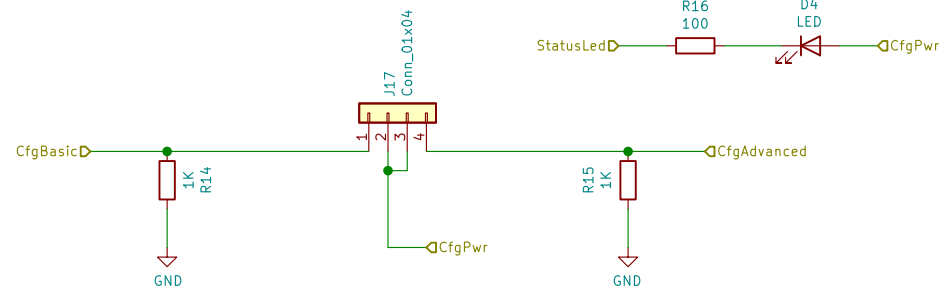 R16
100
D4
LED
StatusLed
CfgPwr
J17
Conn_01x04
1
2
3
4
CfgBasic
CfgAdvanced
1K
R14
R15
1K
CfgPwr
GND
GND